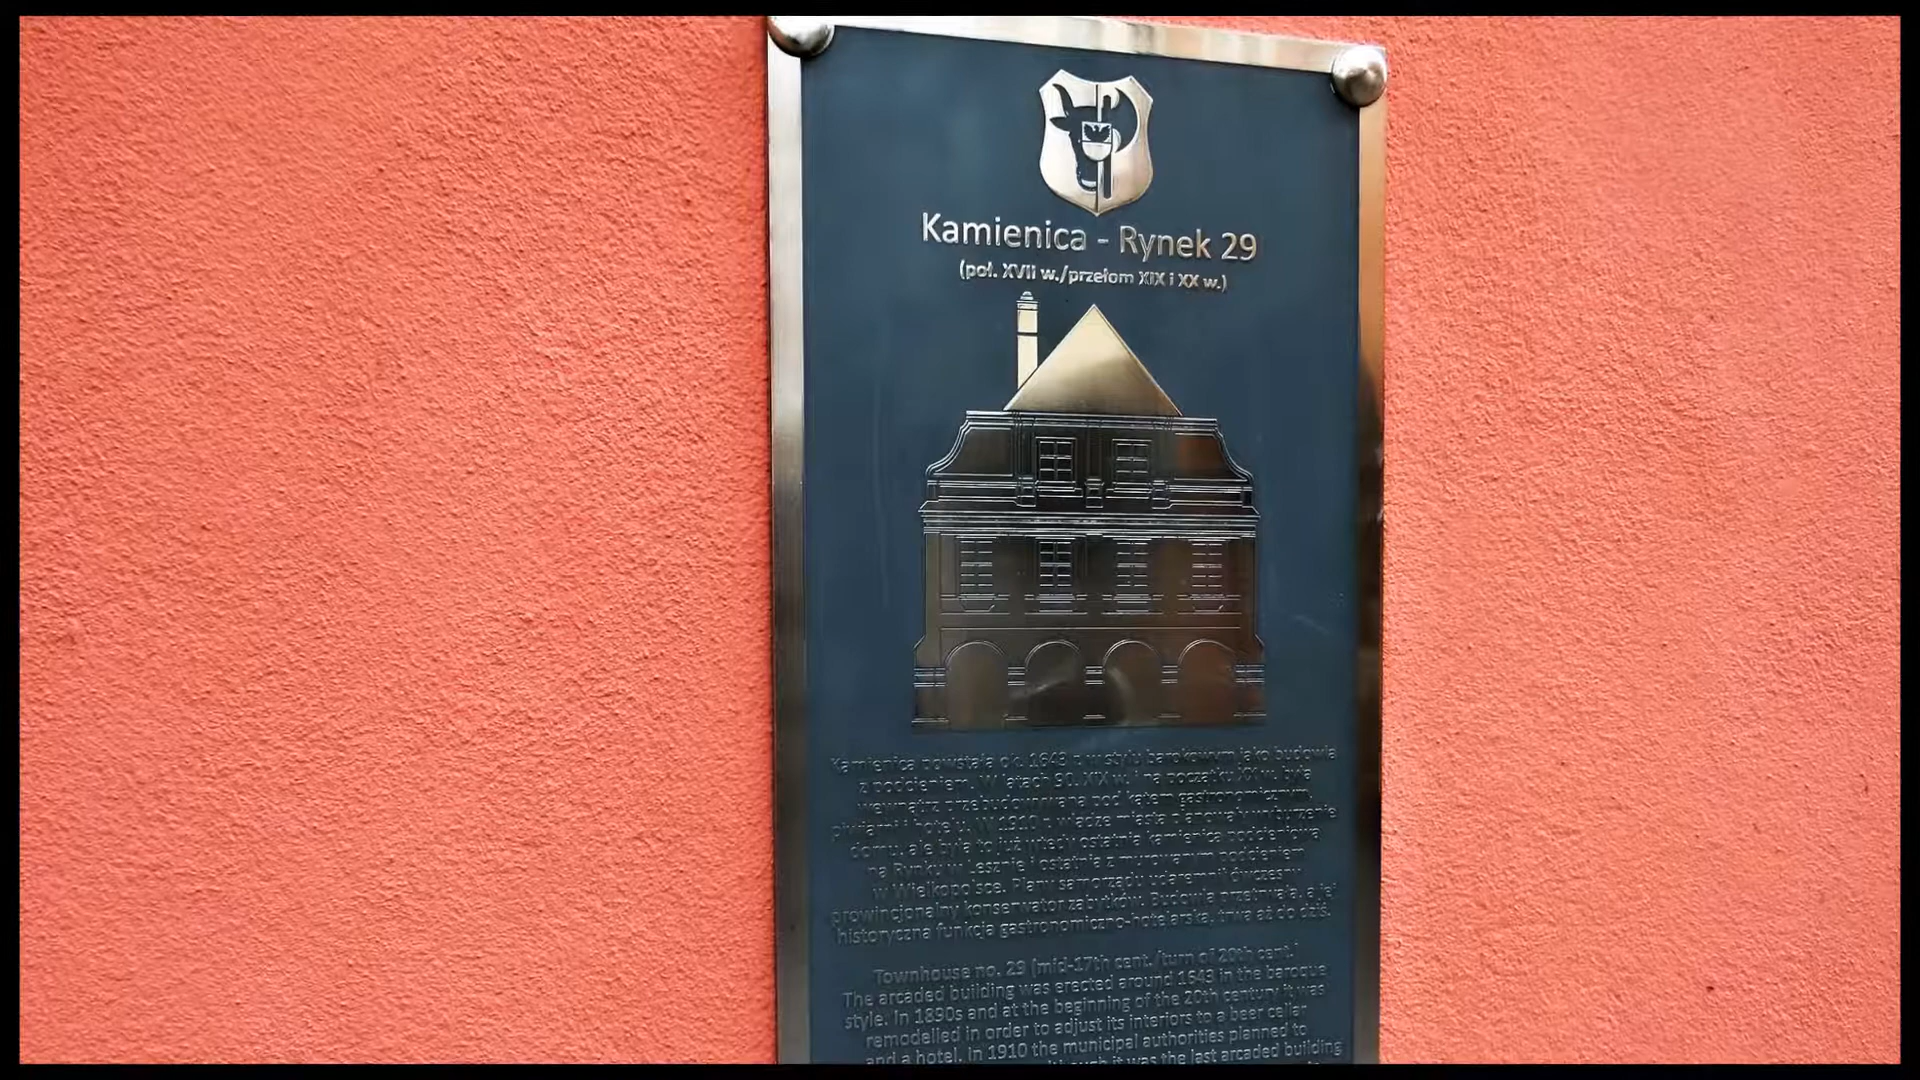 Kamienica - Rynek 29
(poł. XVII w./przełom XIX i XX w.)
Kamienica powstała ok. 1643 r. w stylu barokowym jako budowla
z podcieniem. W latach 90. XIX w. i na początku XX w. była
wewnątrz przebudowywana pod kątem gastronomicznym,
piwiarni i hotelu. W 1910 r. władze miasta planowały wyburzenie
domu, ale była to już wtedy ostatnia kamienica podcieniowa
na Rynku w Lesznie i ostatnia z murowanym podcieniem
w Wielkopolsce. Plany samorządu udaremnił ówczesny
prowincjonalny konserwator zabytków. Budowla przetrwała, a jej
historyczna funkcja gastronomiczno-hotelarska, trwa aż do dziś.
Townhouse no. 29 (mid-17th cent./turn of 20th cent.)
The arcaded building was erected around 1643 in the baroque
style. In 1890s and at the beginning of the 20th century it was
remodelled in order to adjust its interiors to a beer cellar
and a hotel. In 1910 the municipal authorities planned to
it was the last arcaded building